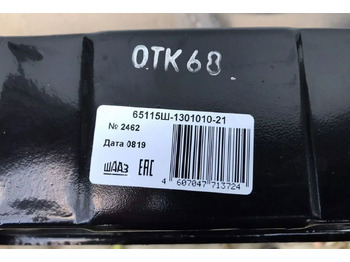 ОТК 68
65115Ш-1301010-21
№ 2462
Дата 0819
ШААЗ ЕАС
4 607047 713724